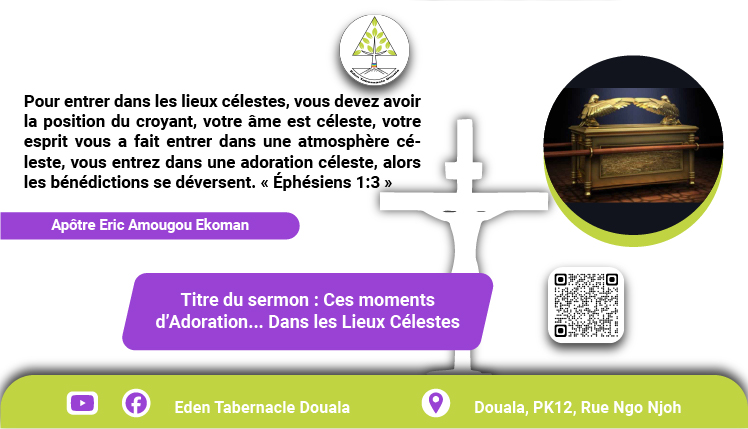 Eden Tabernacle Douala
Pour entrer dans les lieux célestes, vous devez avoir
la position du croyant, votre âme est céleste, votre
esprit vous a fait entrer dans une atmosphère cé-
leste, vous entrez dans une adoration céleste, alors
les bénédictions se déversent. « Éphésiens 1:3 »
Apôtre Eric Amougou Ekoman
Titre du sermon : Ces moments
d’Adoration... Dans les Lieux Célestes
Eden Tabernacle Douala
Douala, PK12, Rue Ngo Njoh